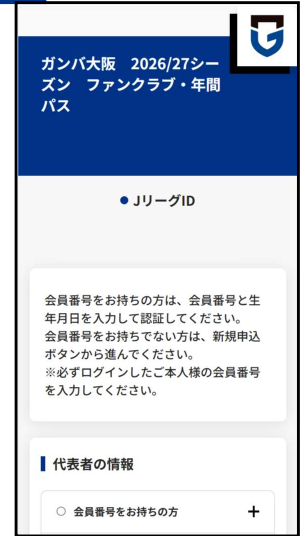 ガンバ大阪　2026/27シー
ズン　ファンクラブ・年間
パス
JリーグID
会員番号をお持ちの方は、会員番号と生
年月日を入力して認証してください。
会員番号をお持ちでない方は、新規申込
ボタンから進んでください。
※必ずログインしたご本人様の会員番号
を入力してください。
代表者の情報
会員番号をお持ちの方